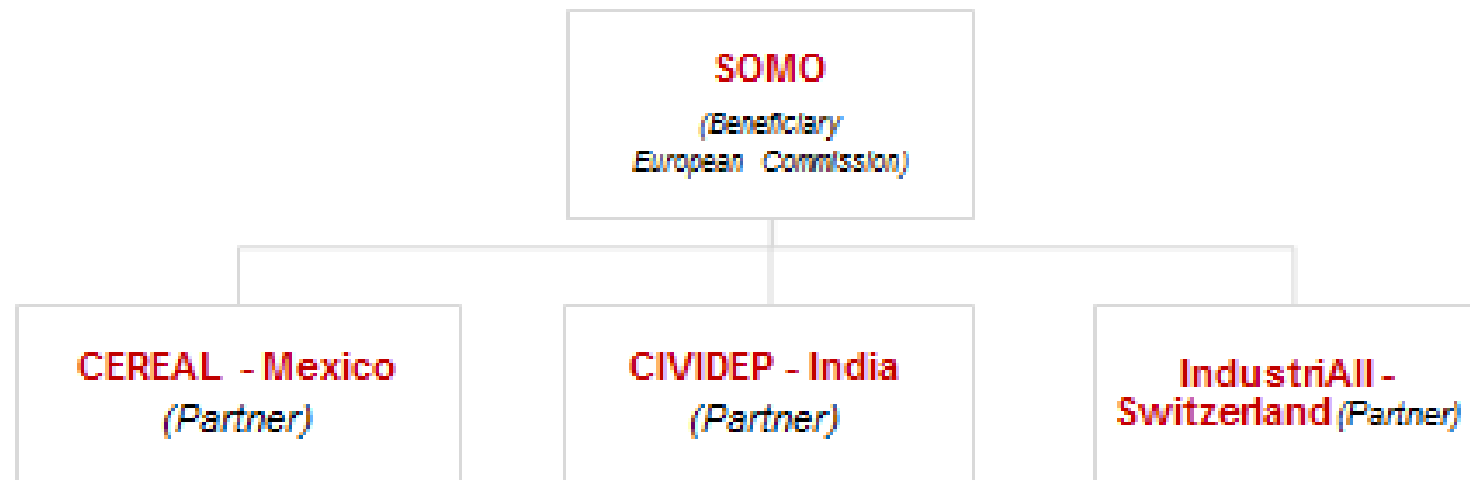 SOMO
(Beneficiary
European Commission)
CEREAL - Mexico
(Partner)
CIVIDEP - India
(Partner)
IndustriAll -
Switzerland (Partner)